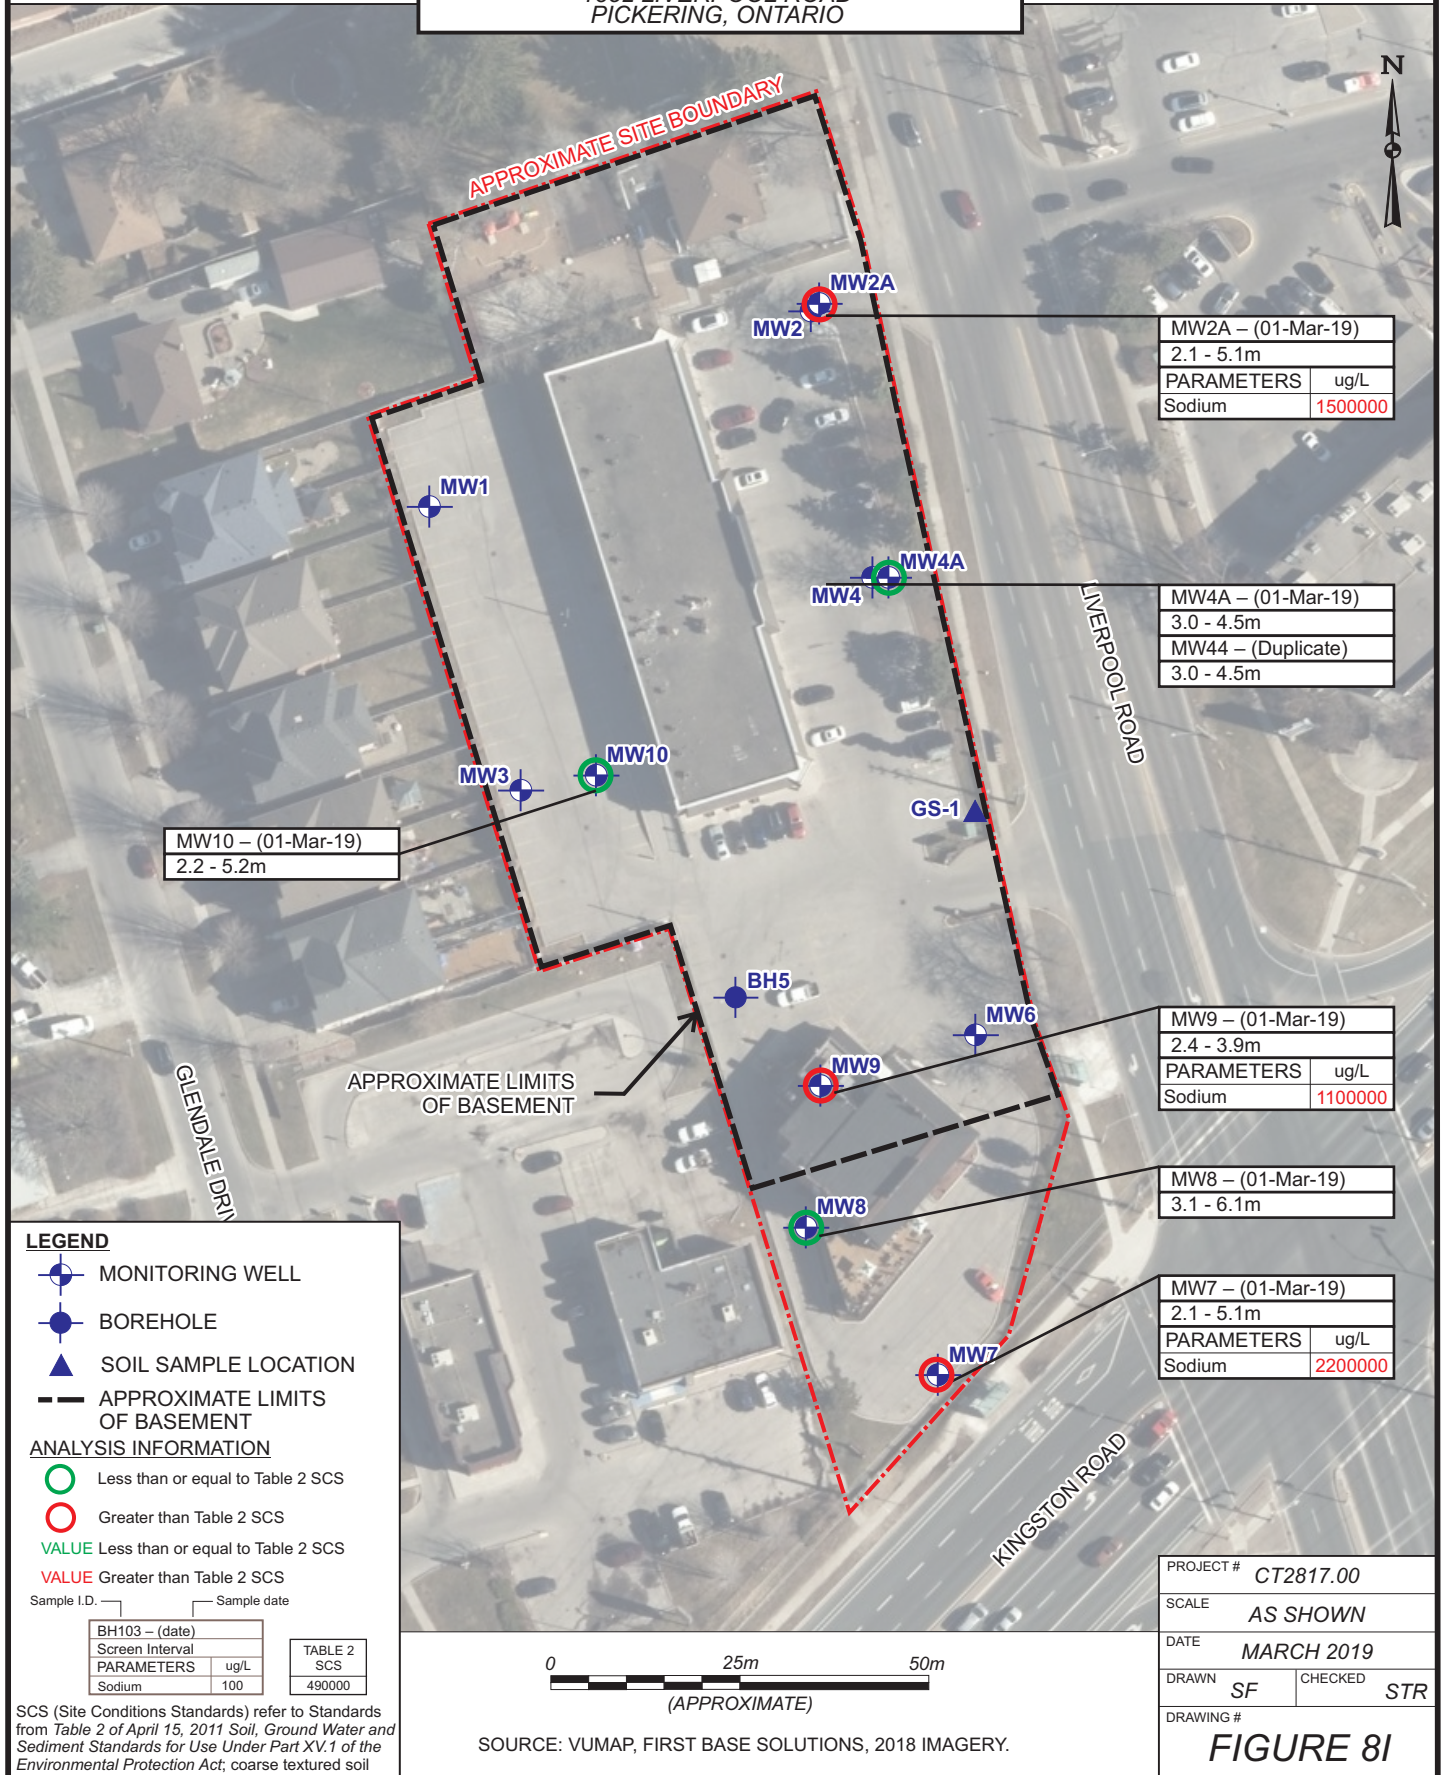 PICKERING, ONTARIO
N
APPROXIMATE SITE BOUNDARY
MW2A
MW2
MW2A – (01-Mar-19)
2.1 - 5.1m
PARAMETERS ug/L
Sodium 1500000
MW1
MW4A
MW4
MW4A – (01-Mar-19)
3.0 - 4.5m
MW44 – (Duplicate)
3.0 - 4.5m
LIVERPOOL ROAD
MW10
MW3
GS-1
MW10 – (01-Mar-19)
2.2 - 5.2m
BH5
MW6
MW9
MW9 – (01-Mar-19)
2.4 - 3.9m
PARAMETERS ug/L
Sodium 1100000
APPROXIMATE LIMITS
OF BASEMENT
GLENDALE
MW8
MW8 – (01-Mar-19)
3.1 - 6.1m
MW7
MW7 – (01-Mar-19)
2.1 - 5.1m
PARAMETERS ug/L
Sodium 2200000
KINGSTON ROAD
LEGEND
MONITORING WELL
BOREHOLE
SOIL SAMPLE LOCATION
APPROXIMATE LIMITS
OF BASEMENT
ANALYSIS INFORMATION
Less than or equal to Table 2 SCS
Greater than Table 2 SCS
VALUE Less than or equal to Table 2 SCS
VALUE Greater than Table 2 SCS
Sample I.D. Sample date
BH103 – (date)
Screen Interval
PARAMETERS ug/L
Sodium 100
TABLE 2
SCS
490000
SCS (Site Conditions Standards) refer to Standards
from Table 2 of April 15, 2011 Soil, Ground Water and
Sediment Standards for Use Under Part XV.1 of the
Environmental Protection Act; coarse textured soil
0 25m 50m
(APPROXIMATE)
SOURCE: VUMAP, FIRST BASE SOLUTIONS, 2018 IMAGERY.
PROJECT # CT2817.00
SCALE AS SHOWN
DATE MARCH 2019
DRAWN SF CHECKED STR
DRAWING #
FIGURE 8I